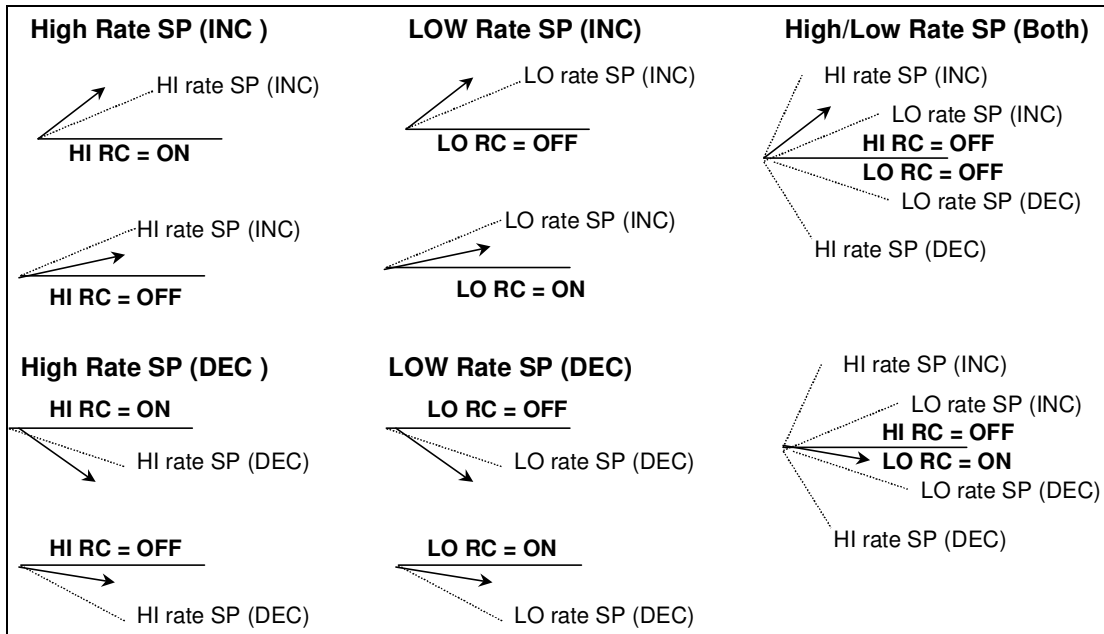 High Rate SP (INC )
HI rate SP (INC)
HI RC = ON
HI rate SP (INC)
HI RC = OFF
LOW Rate SP (INC)
LO rate SP (INC)
LO RC = OFF
LO rate SP (INC)
LO RC = ON
High/Low Rate SP (Both)
HI rate SP (INC)
LO rate SP (INC)
HI RC = OFF
LO RC = OFF
LO rate SP (DEC)
HI rate SP (DEC)
High Rate SP (DEC )
HI RC = ON
HI rate SP (DEC)
HI RC = OFF
HI rate SP (DEC)
LOW Rate SP (DEC)
LO RC = OFF
LO rate SP (DEC)
LO RC = ON
LO rate SP (DEC)
HI rate SP (INC)
LO rate SP (INC)
HI RC = OFF
LO RC = ON
LO rate SP (DEC)
HI rate SP (DEC)